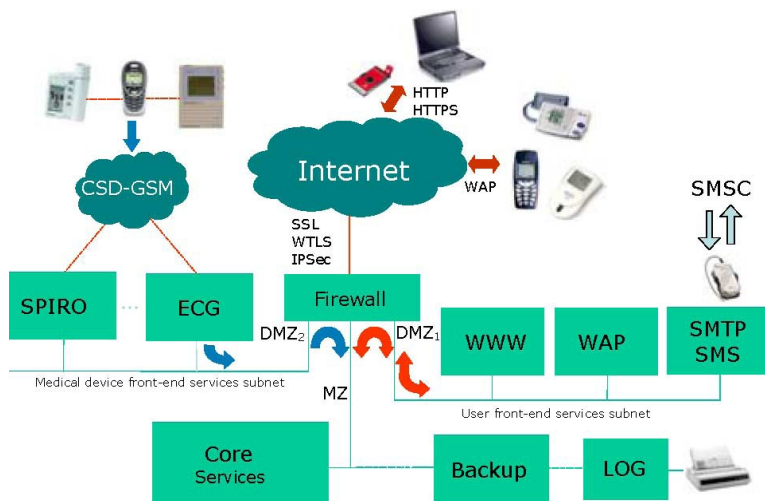 HTTP
HTTPS
Internet
CSD-GSM
WAP
SMSC
SSL
WTLS
IPSec
SPIRO
...
ECG
Firewall
DMZ2
DMZ1
WWW
WAP
SMTP
SMS
Medical device front-end services subnet
MZ
User front-end services subnet
Core
Services
Backup
LOG